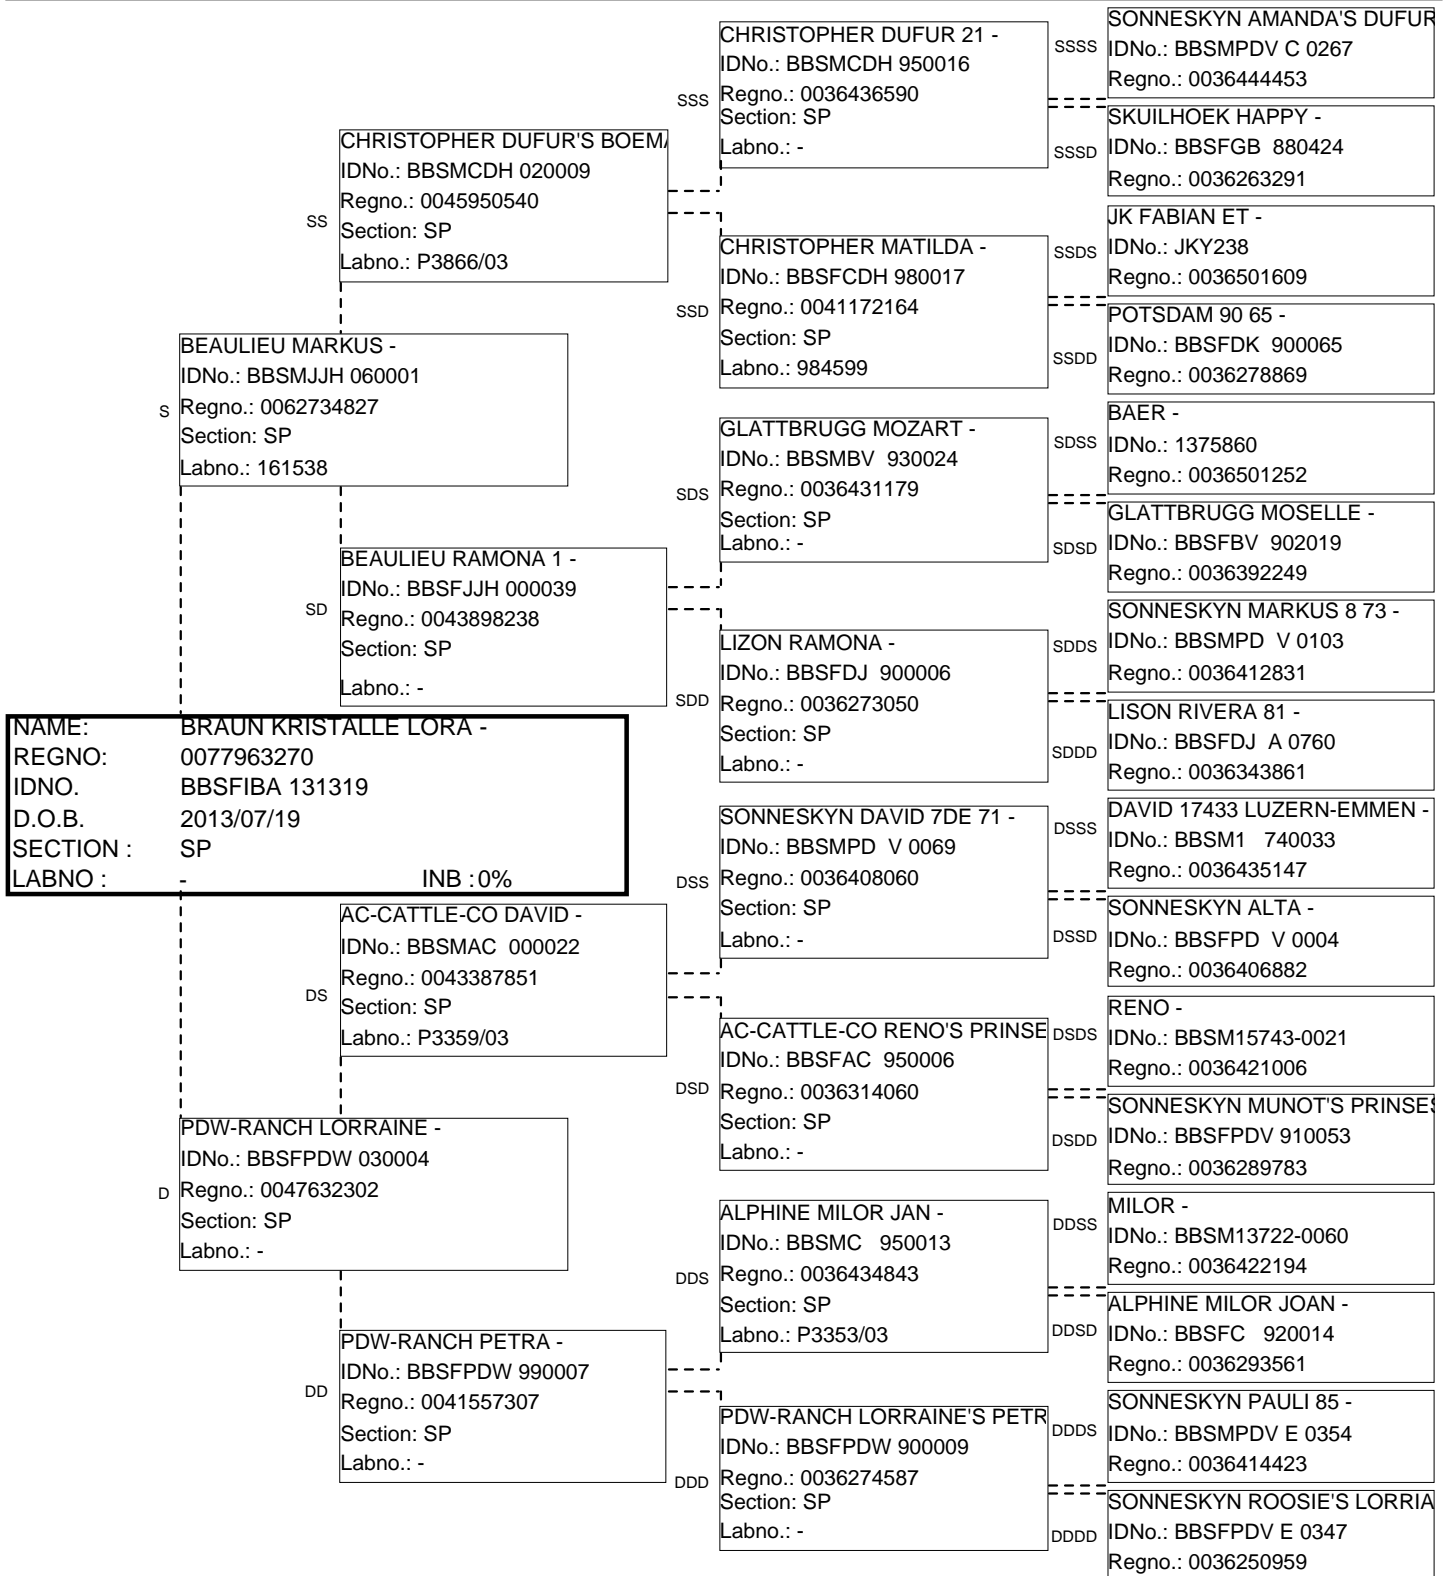 SSS
CHRISTOPHER DUFUR 21 -
IDNo.: BBSMCDH 950016
Regno.: 0036436590
Section: SP
Labno.: -
SSSS
SONNESKYN AMANDA'S DUFUR
IDNo.: BBSMPDV C 0267
Regno.: 0036444453
SSSD
SKUILHOEK HAPPY -
IDNo.: BBSFGB 880424
Regno.: 0036263291
SS
CHRISTOPHER DUFUR'S BOEMA
IDNo.: BBSMCDH 020009
Regno.: 0045950540
Section: SP
Labno.: P3866/03
SSD
CHRISTOPHER MATILDA -
IDNo.: BBSFCDH 980017
Regno.: 0041172164
Section: SP
Labno.: 984599
SSDS
JK FABIAN ET -
IDNo.: JKY238
Regno.: 0036501609
SSDD
POTSDAM 90 65 -
IDNo.: BBSFDK 900065
Regno.: 0036278869
S
BEAULIEU MARKUS -
IDNo.: BBSMJJH 060001
Regno.: 0062734827
Section: SP
Labno.: 161538
SDS
GLATTBRUGG MOZART -
IDNo.: BBSMBV 930024
Regno.: 0036431179
Section: SP
Labno.: -
SDSS
BAER -
IDNo.: 1375860
Regno.: 0036501252
SDSD
GLATTBRUGG MOSELLE -
IDNo.: BBSFBV 902019
Regno.: 0036392249
SD
BEAULIEU RAMONA 1 -
IDNo.: BBSFJJH 000039
Regno.: 0043898238
Section: SP
Labno.: -
SDD
LIZON RAMONA -
IDNo.: BBSFDJ 900006
Regno.: 0036273050
Section: SP
Labno.: -
SDDS
SONNESKYN MARKUS 8 73 -
IDNo.: BBSMPD V 0103
Regno.: 0036412831
SDDD
LISON RIVERA 81 -
IDNo.: BBSFDJ A 0760
Regno.: 0036343861
NAME: BRAUN KRISTALLE LORA -
REGNO: 0077963270
IDNO. BBSFIBA 131319
D.O.B. 2013/07/19
SECTION : SP
LABNO : - INB : 0%
DSS
SONNESKYN DAVID 7DE 71 -
IDNo.: BBSMPD V 0069
Regno.: 0036408060
Section: SP
Labno.: -
DSSS
DAVID 17433 LUZERN-EMMEN -
IDNo.: BBSM1 740033
Regno.: 0036435147
DSSD
SONNESKYN ALTA -
IDNo.: BBSFPD V 0004
Regno.: 0036406882
DS
AC-CATTLE-CO DAVID -
IDNo.: BBSMAC 000022
Regno.: 0043387851
Section: SP
Labno.: P3359/03
DSD
AC-CATTLE-CO RENO'S PRINSE
IDNo.: BBSFAC 950006
Regno.: 0036314060
Section: SP
Labno.: -
DSDS
RENO -
IDNo.: BBSM15743-0021
Regno.: 0036421006
DSDD
SONNESKYN MUNOT'S PRINSES
IDNo.: BBSFPDV 910053
Regno.: 0036289783
D
PDW-RANCH LORRAINE -
IDNo.: BBSFPDW 030004
Regno.: 0047632302
Section: SP
Labno.: -
DDS
ALPHINE MILOR JAN -
IDNo.: BBSMC 950013
Regno.: 0036434843
Section: SP
Labno.: P3353/03
DDSS
MILOR -
IDNo.: BBSM13722-0060
Regno.: 0036422194
DDSD
ALPHINE MILOR JOAN -
IDNo.: BBSFC 920014
Regno.: 0036293561
DD
PDW-RANCH PETRA -
IDNo.: BBSFPDW 990007
Regno.: 0041557307
Section: SP
Labno.: -
DDD
PDW-RANCH LORRAINE'S PETR
IDNo.: BBSFPDW 900009
Regno.: 0036274587
Section: SP
Labno.: -
DDDS
SONNESKYN PAULI 85 -
IDNo.: BBSMPDV E 0354
Regno.: 0036414423
DDDD
SONNESKYN ROOSIE'S LORRIA
IDNo.: BBSFPDV E 0347
Regno.: 0036250959